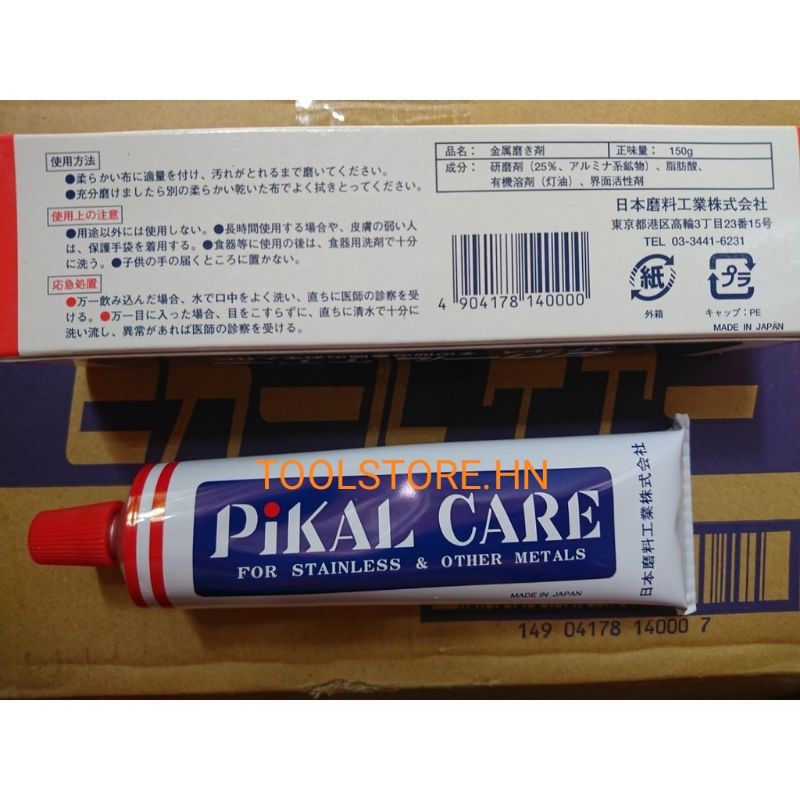 使用方法
●柔らかい布に適量を付け、汚れがとれるまで磨いてください。
●充分磨けましたら別の柔らかい乾いた布でよく拭きとってください。
使用上の注意
●用途以外には使用しない。●長時間使用する場合や、皮膚の弱い人
は、保護手袋を着用する。●食器等に使用の後は、食器用洗剤で十分
に洗う。●子供の手の届くところに置かない。
応急処置
●万一飲み込んだ場合、水で口中をよく洗い、直ちに医師の診察を受
ける。●万一目に入った場合、目をこすらずに、直ちに清水で十分に
洗い流し、異常があれば医師の診察を受ける。
品名: 金属磨き剤 正味量: 150g
成分: 研磨剤(25%、アルミナ系鉱物)、脂肪酸、
有機溶剤(灯油)、界面活性剤
日本磨料工業株式会社
東京都港区高輪3丁目23番15号
TEL 03-3441-6231
4 904178 140000
紙
外箱
プラ
キャップ:PE
MADE IN JAPAN
ピカールケアー
TOOLSTORE.HN
PiKAL CARE
FOR STAINLESS & OTHER METALS
MADE IN JAPAN
日本磨料工業株式会社
149 04178 14000 7